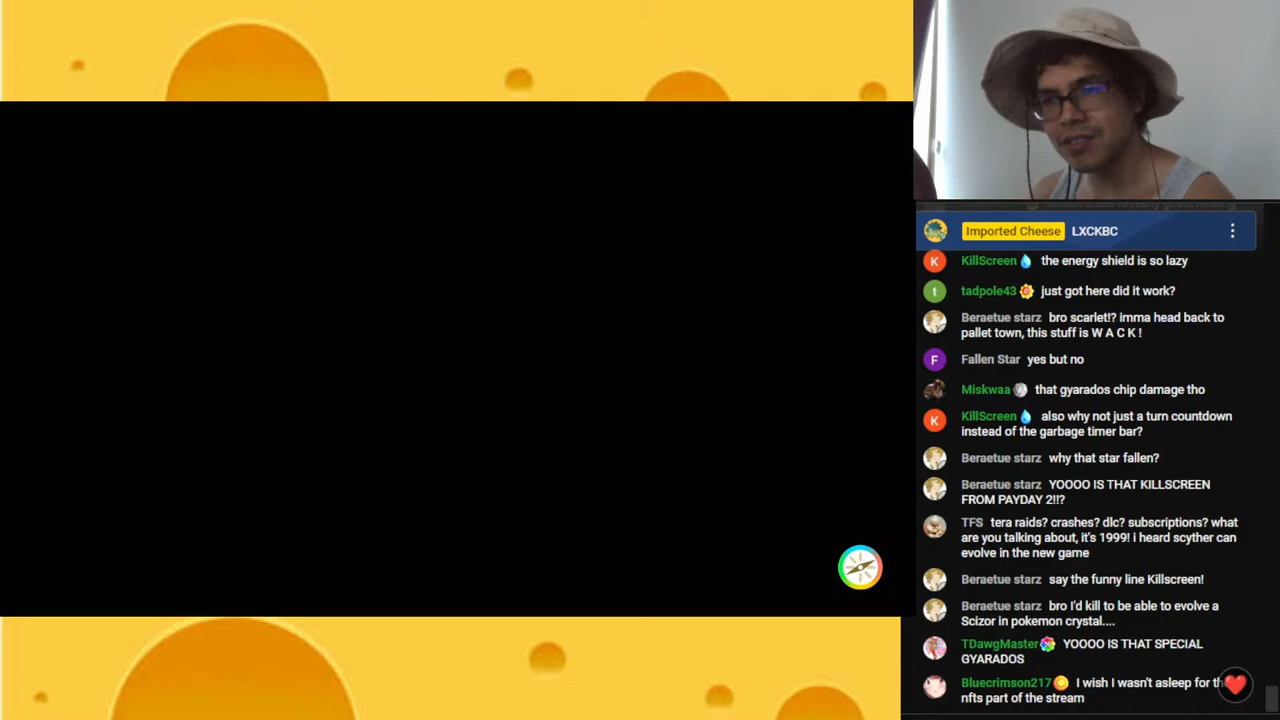 Imported Cheese LXCKBC
KillScreen the energy shield is so lazy
tadpole43 just got here did it work?
Beraetue starz bro scarlet!? imma head back to
pallet town, this stuff is W A C K !
Fallen Star yes but no
Miskwaa that gyarados chip damage tho
KillScreen also why not just a turn countdown
instead of the garbage timer bar?
Beraetue starz why that star fallen?
Beraetue starz YOOOO IS THAT KILLSCREEN
FROM PAYDAY 2!!?
TFS tera raids? crashes? dlc? subscriptions? what
are you talking about, it's 1999! i heard scyther can
evolve in the new game
Beraetue starz say the funny line Killscreen!
Beraetue starz bro I'd kill to be able to evolve a
Scizor in pokemon crystal....
TDawgMaster YOOOO IS THAT SPECIAL
GYARADOS
Bluecrimson217 I wish I wasn't asleep for
nfts part of the stream